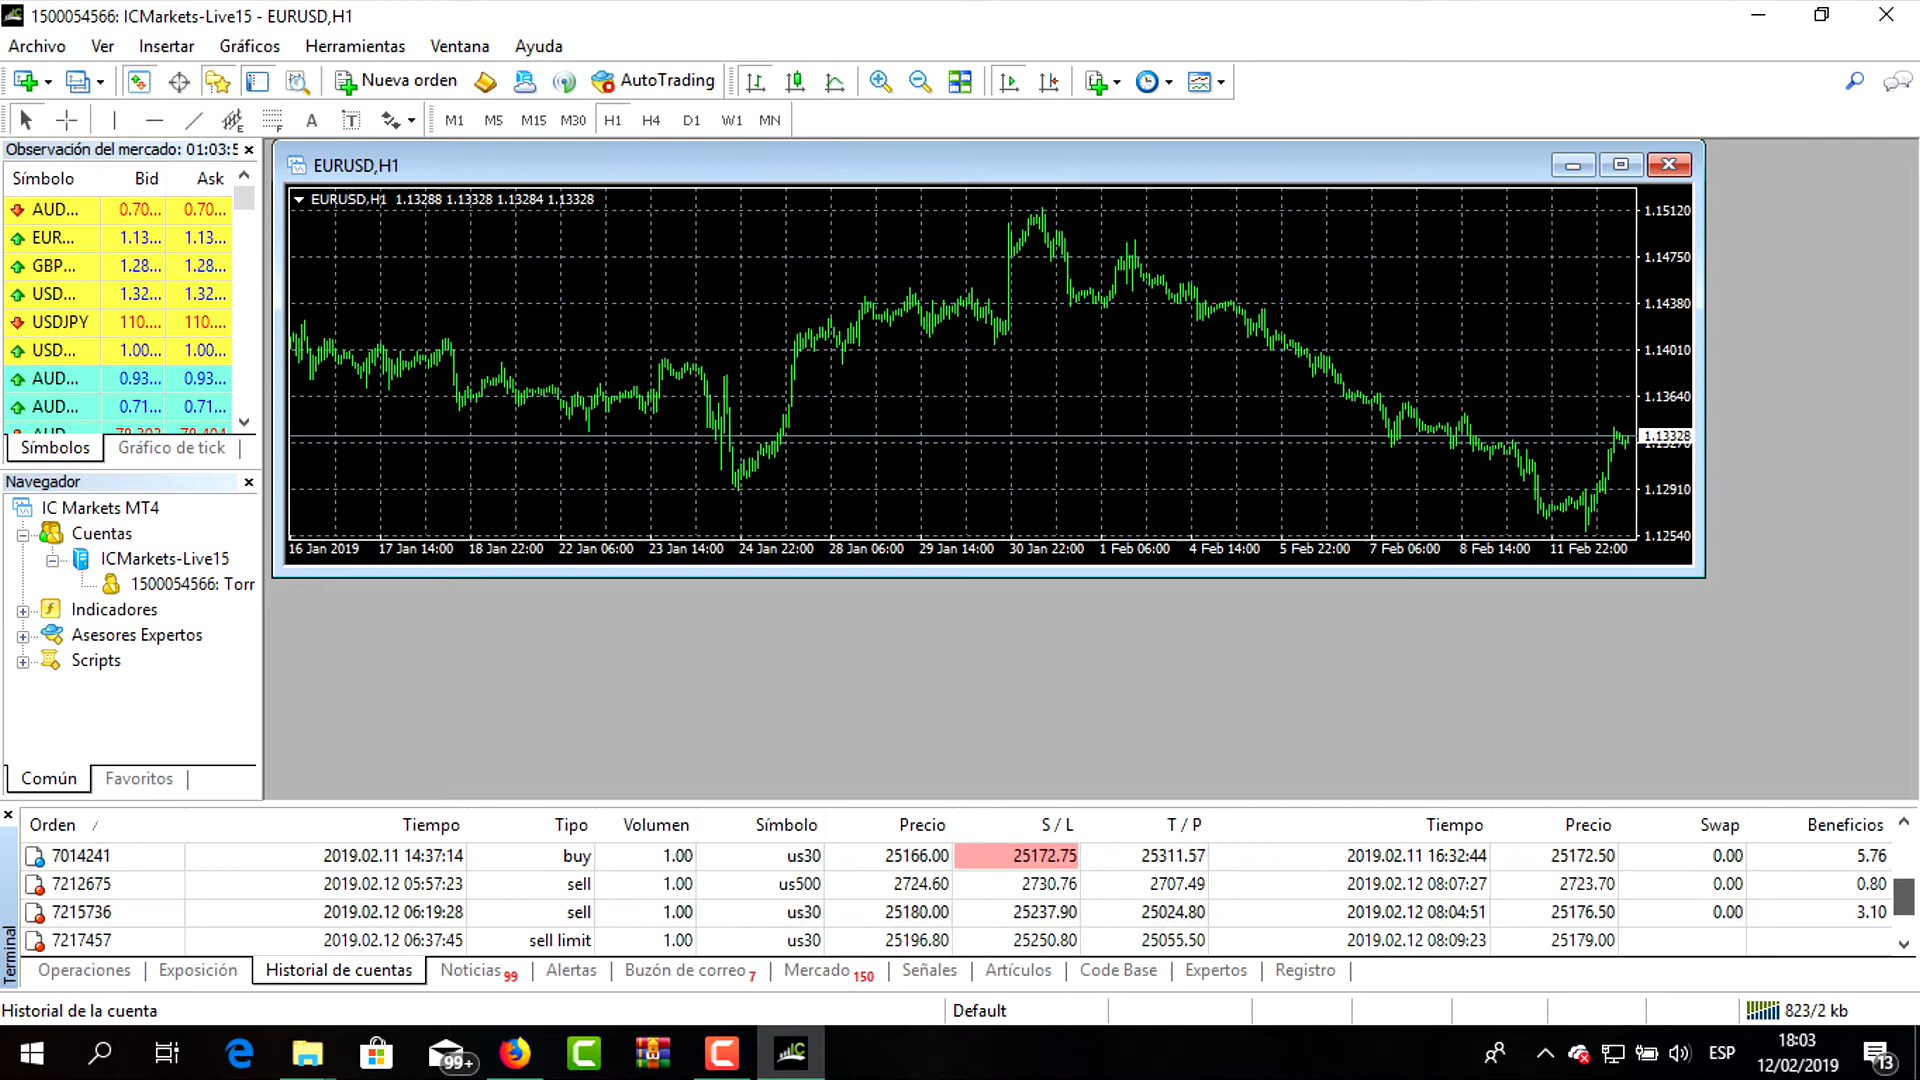 1500054566: ICMarkets-Live15 - EURUSD,H1
Archivo Ver Insertar Gráficos Herramientas Ventana Ayuda
Nueva orden AutoTrading
A T M1 M5 M15 M30 H1 H4 D1 W1 MN
Observación del mercado: 01:03:5
Símbolo Bid Ask
AUD... 0.70... 0.70...
EUR... 1.13... 1.13...
GBP... 1.28... 1.28...
USD... 1.32... 1.32...
USDJPY 110.... 110....
USD... 1.00... 1.00...
AUD... 0.93... 0.93...
AUD... 0.71... 0.71...
Símbolos Gráfico de tick
Navegador
IC Markets MT4
Cuentas
ICMarkets-Live15
1500054566: Torr
Indicadores
Asesores Expertos
Scripts
Común Favoritos
EURUSD,H1
EURUSD,H1 1.13288 1.13328 1.13284 1.13328
1.15120
1.14750
1.14380
1.14010
1.13640
1.13328
1.12910
1.12540
16 Jan 2019 17 Jan 14:00 18 Jan 22:00 22 Jan 06:00 23 Jan 14:00 24 Jan 22:00 28 Jan 06:00 29 Jan 14:00 30 Jan 22:00 1 Feb 06:00 4 Feb 14:00 5 Feb 22:00 7 Feb 06:00 8 Feb 14:00 11 Feb 22:00
Orden / Tiempo Tipo Volumen Símbolo Precio S / L T / P Tiempo Precio Swap Beneficios
7014241 2019.02.11 14:37:14 buy 1.00 us30 25166.00 25172.75 25311.57 2019.02.11 16:32:44 25172.50 0.00 5.76
7212675 2019.02.12 05:57:23 sell 1.00 us500 2724.60 2730.76 2707.49 2019.02.12 08:07:27 2723.70 0.00 0.80
7215736 2019.02.12 06:19:28 sell 1.00 us30 25180.00 25237.90 25024.80 2019.02.12 08:04:51 25176.50 0.00 3.10
7217457 2019.02.12 06:37:45 sell limit 1.00 us30 25196.80 25250.80 25055.50 2019.02.12 08:09:23 25179.00
Terminal
Operaciones Exposición Historial de cuentas Noticias 99 Alertas Buzón de correo 7 Mercado 150 Señales Artículos Code Base Expertos Registro
Historial de la cuenta Default 823/2 kb
99+ ESP 18:03
12/02/2019 13